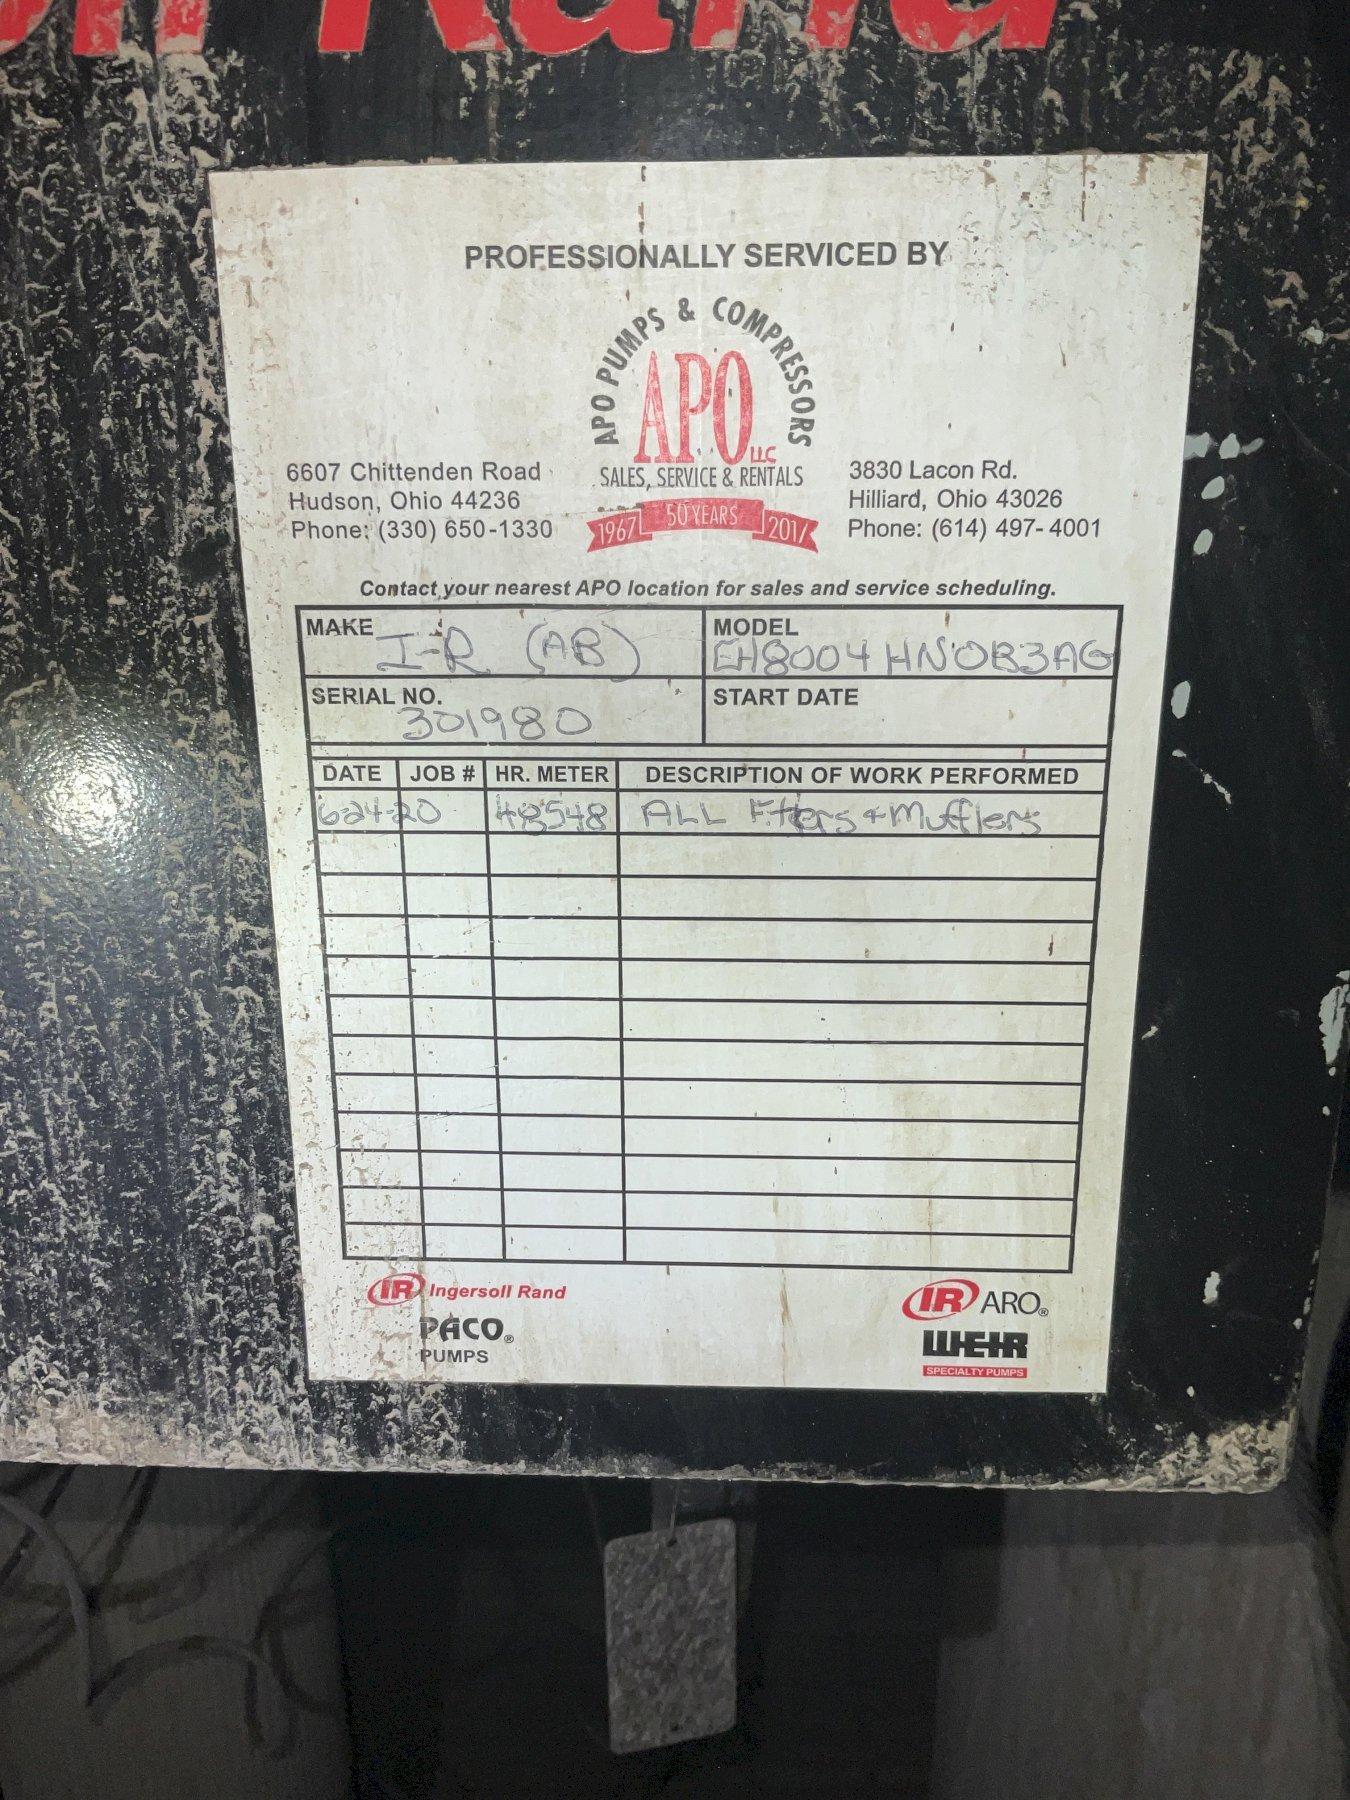 on Rand
PROFESSIONALLY SERVICED BY
APO PUMPS & COMPRESSORS
APO LLC
SALES, SERVICE & RENTALS
1967 50 YEARS 2017
6607 Chittenden Road
Hudson, Ohio 44236
Phone: (330) 650-1330
3830 Lacon Rd.
Hilliard, Ohio 43026
Phone: (614) 497-4001
Contact your nearest APO location for sales and service scheduling.
MAKE I-R (AB)
MODEL EH8004HNOB3AG
SERIAL NO. 301980
START DATE
DATE JOB # HR. METER DESCRIPTION OF WORK PERFORMED
6-24-20 48548 ALL Filters + Mufflers
IR Ingersoll Rand
PACO®
PUMPS
IR ARO®
WEIR
SPECIALTY PUMPS